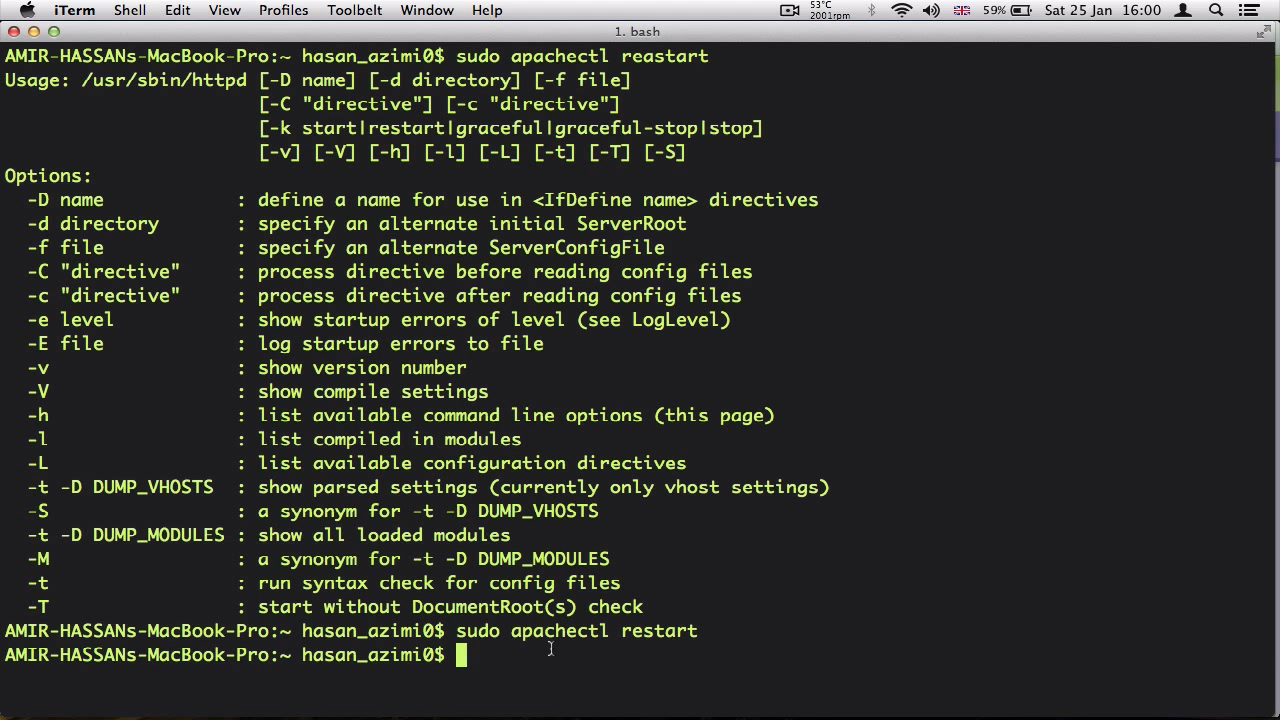 iTerm Shell Edit View Profiles Toolbelt Window Help 53°C 2001rpm 59% Sat 25 Jan 16:00
1. bash
AMIR-HASSANs-MacBook-Pro:~ hasan_azimi0$ sudo apachectl reastart
Usage: /usr/sbin/httpd [-D name] [-d directory] [-f file]
[-C "directive"] [-c "directive"]
[-k start|restart|graceful|graceful-stop|stop]
[-v] [-V] [-h] [-l] [-L] [-t] [-T] [-S]
Options:
-D name : define a name for use in <IfDefine name> directives
-d directory : specify an alternate initial ServerRoot
-f file : specify an alternate ServerConfigFile
-C "directive" : process directive before reading config files
-c "directive" : process directive after reading config files
-e level : show startup errors of level (see LogLevel)
-E file : log startup errors to file
-v : show version number
-V : show compile settings
-h : list available command line options (this page)
-l : list compiled in modules
-L : list available configuration directives
-t -D DUMP_VHOSTS : show parsed settings (currently only vhost settings)
-S : a synonym for -t -D DUMP_VHOSTS
-t -D DUMP_MODULES : show all loaded modules
-M : a synonym for -t -D DUMP_MODULES
-t : run syntax check for config files
-T : start without DocumentRoot(s) check
AMIR-HASSANs-MacBook-Pro:~ hasan_azimi0$ sudo apachectl restart
AMIR-HASSANs-MacBook-Pro:~ hasan_azimi0$